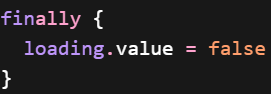 finally {
  loading.value = false
}